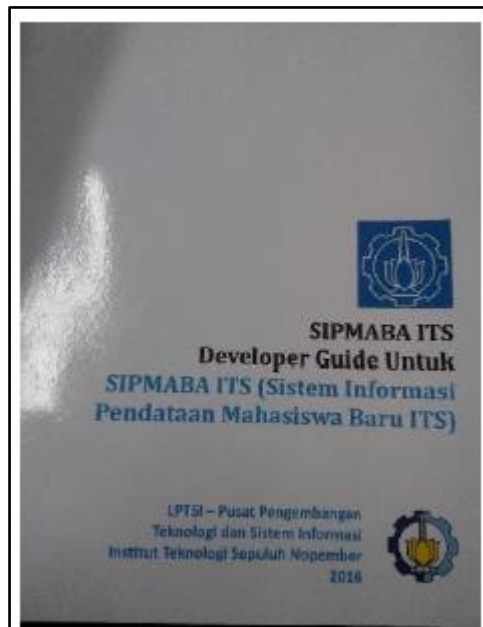 SIPMABA ITS
Developer Guide Untuk
SIPMABA ITS (Sistem Informasi
Pendataan Mahasiswa Baru ITS)
LPTSI – Pusat Pengembangan
Teknologi dan Sistem Informasi
Institut Teknologi Sepuluh Nopember
2016